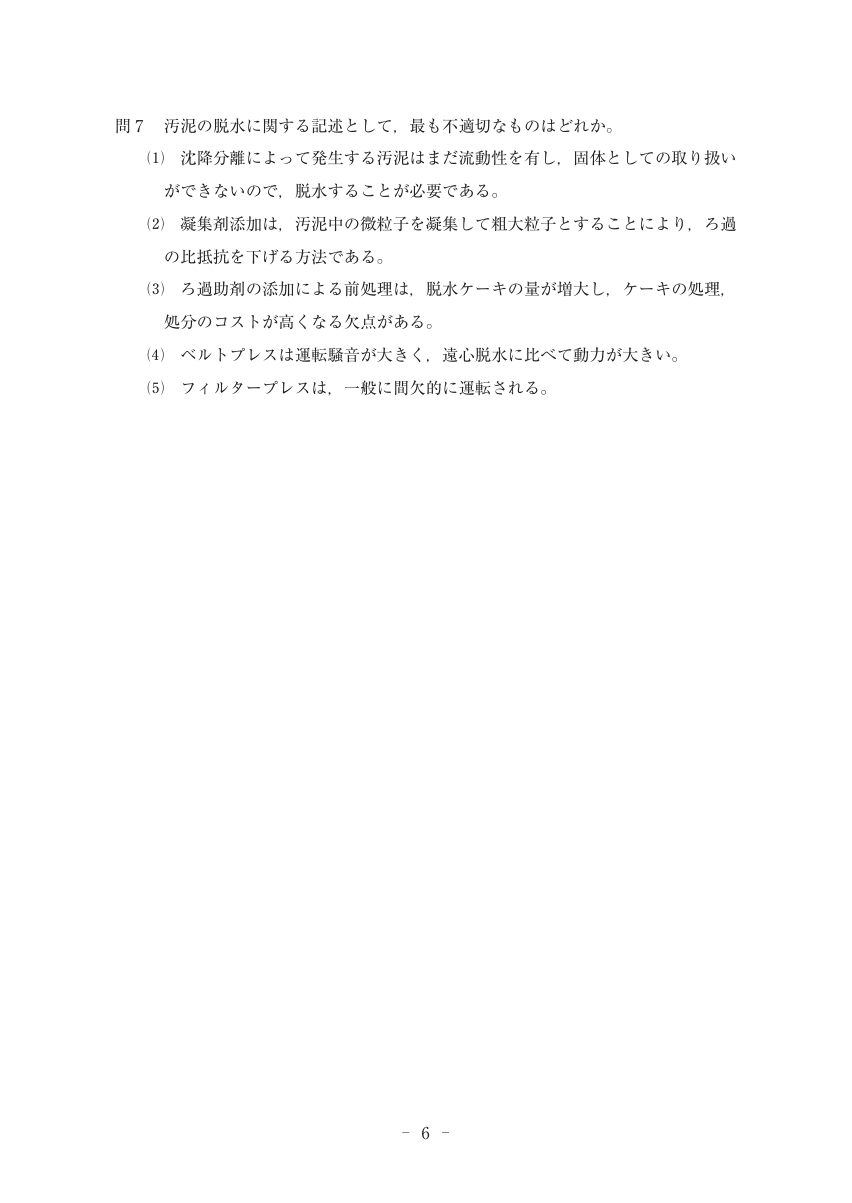 問7 汚泥の脱水に関する記述として，最も不適切なものはどれか。
⑴ 沈降分離によって発生する汚泥はまだ流動性を有し，固体としての取り扱い
ができないので，脱水することが必要である。
⑵ 凝集剤添加は，汚泥中の微粒子を凝集して粗大粒子とすることにより，ろ過
の比抵抗を下げる方法である。
⑶ ろ過助剤の添加による前処理は，脱水ケーキの量が増大し，ケーキの処理，
処分のコストが高くなる欠点がある。
⑷ ベルトプレスは運転騒音が大きく，遠心脱水に比べて動力が大きい。
⑸ フィルタープレスは，一般に間欠的に運転される。
- 6 -